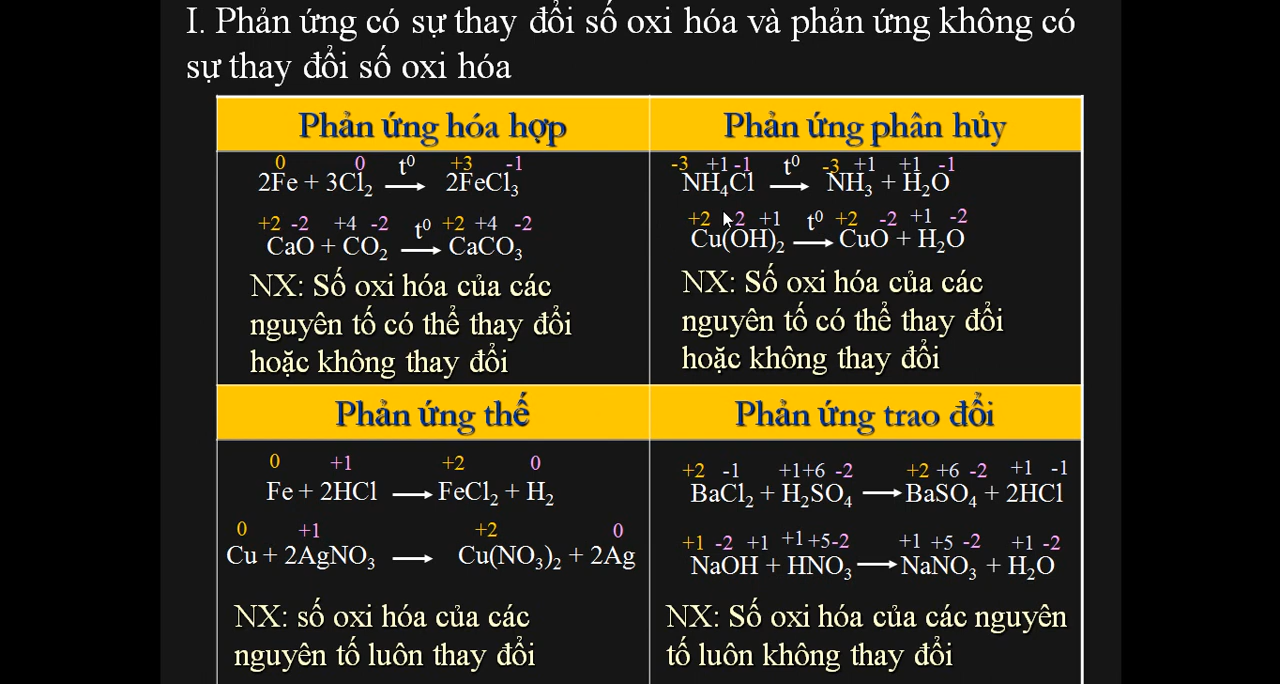 I. Phản ứng có sự thay đổi số oxi hóa và phản ứng không có
sự thay đổi số oxi hóa
Phản ứng hóa hợp
0 0 t⁰ +3 -1
2Fe + 3Cl₂ → 2FeCl₃
+2 -2 +4 -2 t⁰ +2 +4 -2
CaO + CO₂ → CaCO₃
NX: Số oxi hóa của các
nguyên tố có thể thay đổi
hoặc không thay đổi
Phản ứng phân hủy
-3 +1 -1 t⁰ -3 +1 +1 -1
NH₄Cl → NH₃ + H₂O
+2 -2 +1 t⁰ +2 -2 +1 -2
Cu(OH)₂ → CuO + H₂O
NX: Số oxi hóa của các
nguyên tố có thể thay đổi
hoặc không thay đổi
Phản ứng thế
0 +1 +2 0
Fe + 2HCl → FeCl₂ + H₂
0 +1 +2 0
Cu + 2AgNO₃ → Cu(NO₃)₂ + 2Ag
NX: số oxi hóa của các
nguyên tố luôn thay đổi
Phản ứng trao đổi
+2 -1 +1+6 -2 +2 +6 -2 +1 -1
BaCl₂ + H₂SO₄ → BaSO₄ + 2HCl
+1 -2 +1 +1 +5-2 +1 +5 -2 +1 -2
NaOH + HNO₃ → NaNO₃ + H₂O
NX: Số oxi hóa của các nguyên
tố luôn không thay đổi